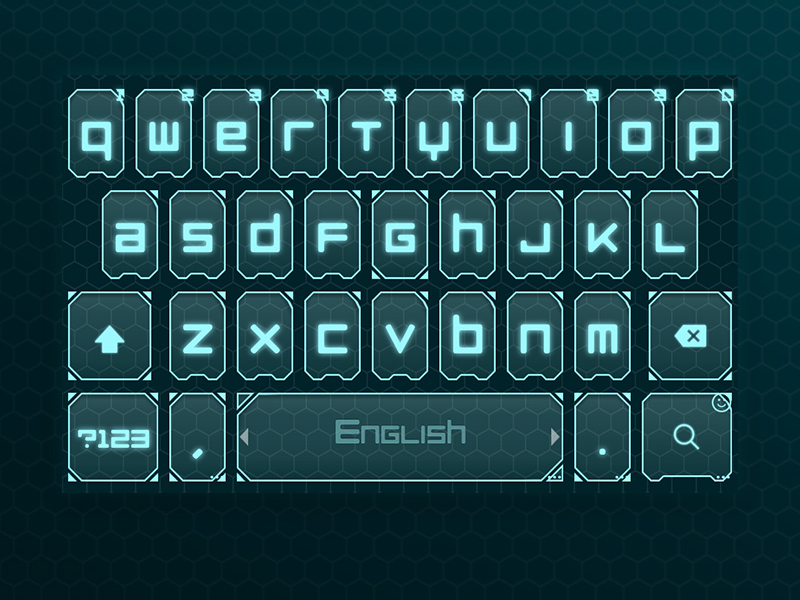 1 2 3 4 5 6 7 8 9 0
q w e r t y u i o p
a s d f g h j k l
z x c v b n m
?123 , English .